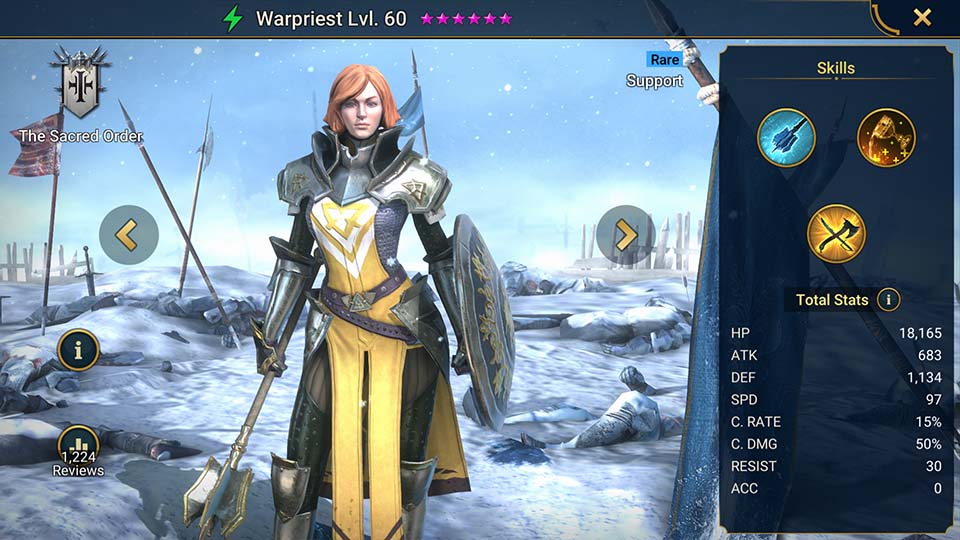 Warpriest Lvl. 60
Rare
Support
The Sacred Order
1,224
Reviews
Skills
Total Stats i
HP 18,165
ATK 683
DEF 1,134
SPD 97
C. RATE 15%
C. DMG 50%
RESIST 30
ACC 0